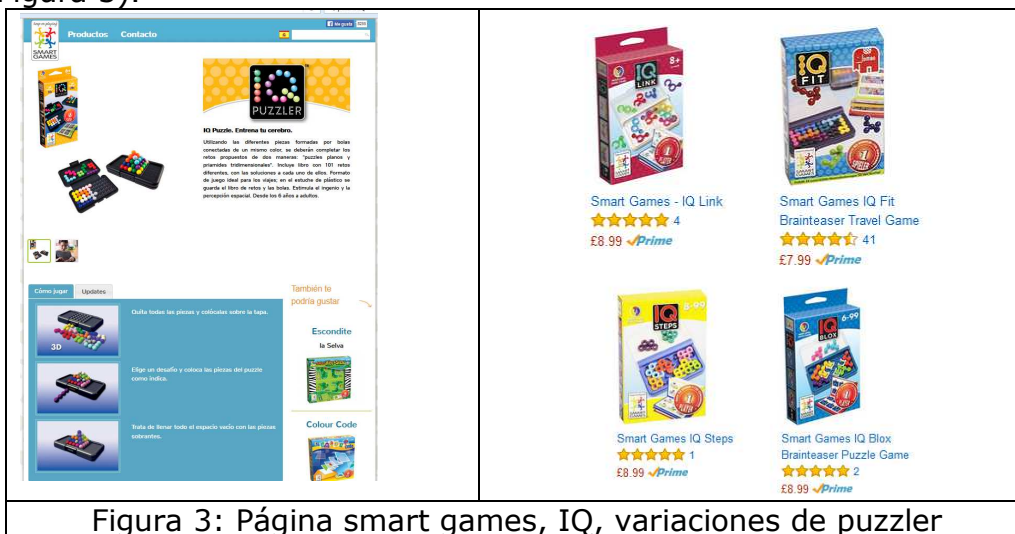 Figura 3).
Productos Contacto
Me gusta
SMART
GAMES
IQ
PUZZLER
IQ Puzzle. Entrena tu cerebro.
Utilizando las diferentes piezas formadas por bolas
conectadas de un mismo color, se deberán completar los
retos propuestos de dos maneras: "puzzles planos y
priamides tridimensionales". Incluye libro con 101 retos
diferentes, con las soluciones a cada uno de ellos. Formato
de juego ideal para los viajes; en el estuche de plástico se
guarda el libro de retos y las bolas. Estimula el ingenio y la
percepción espacial. Desde los 6 años a adultos.
Cómo jugar Updates
Quita todas las piezas y colócalas sobre la tapa.
3D
Elige un desafío y coloca las piezas del puzzle
como indica.
Trata de llenar todo el espacio vacío con las piezas
sobrantes.
También te
podría gustar
Escondite
la Selva
Colour Code
IQ
LINK
8+
Smart Games - IQ Link
4
£8.99 Prime
IQ
FIT
Smart Games IQ Fit
Brainteaser Travel Game
41
£7.99 Prime
IQ
STEPS
8-99
Smart Games IQ Steps
1
£8.99 Prime
IQ
BLOX
6-99
Smart Games IQ Blox
Brainteaser Puzzle Game
2
£8.99 Prime
Figura 3: Página smart games, IQ, variaciones de puzzler